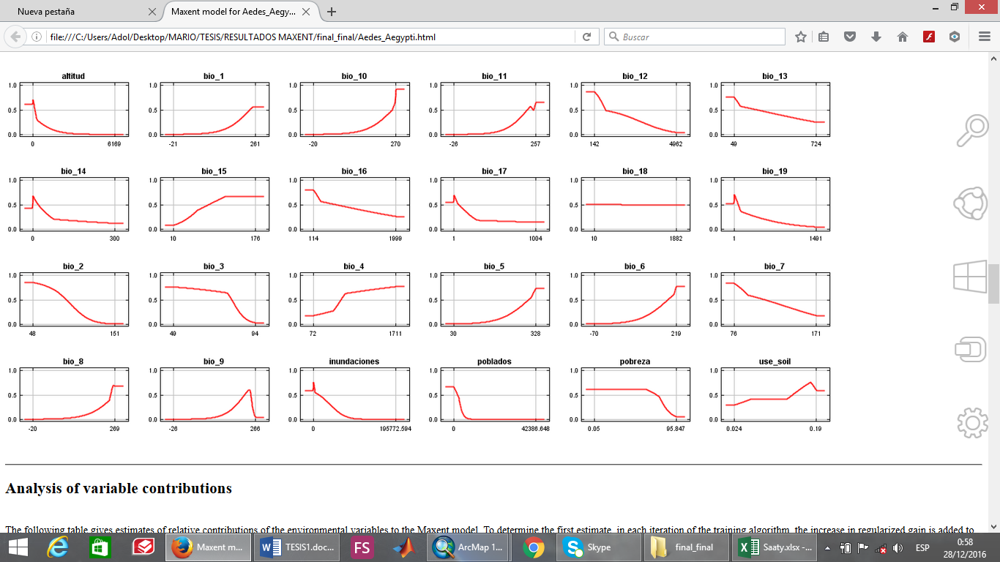 Nueva pestaña
Maxent model for Aedes_Aegy...
file:///C:/Users/Adol/Desktop/MARIO/TESIS/RESULTADOS MAXENT/final_final/Aedes_Aegypti.html
Buscar
altitud bio_1 bio_10 bio_11 bio_12 bio_13
1.0 1.0 1.0 1.0 1.0 1.0
0.5 0.5 0.5 0.5 0.5 0.5
0.0 0.0 0.0 0.0 0.0 0.0
0 6169 -21 261 -20 270 -26 257 142 4962 40 724
bio_14 bio_15 bio_16 bio_17 bio_18 bio_19
1.0 1.0 1.0 1.0 1.0 1.0
0.5 0.5 0.5 0.5 0.5 0.5
0.0 0.0 0.0 0.0 0.0 0.0
0 300 10 176 114 1999 1 1004 10 1882 1 1491
bio_2 bio_3 bio_4 bio_5 bio_6 bio_7
1.0 1.0 1.0 1.0 1.0 1.0
0.5 0.5 0.5 0.5 0.5 0.5
0.0 0.0 0.0 0.0 0.0 0.0
48 151 49 94 72 1711 30 328 -70 219 76 171
bio_8 bio_9 inundaciones poblados pobreza use_soil
1.0 1.0 1.0 1.0 1.0 1.0
0.5 0.5 0.5 0.5 0.5 0.5
0.0 0.0 0.0 0.0 0.0 0.0
-20 269 -26 266 0 195772.594 0 42386.648 0.05 95.847 0.024 0.19
Analysis of variable contributions
The following table gives estimates of relative contributions of the environmental variables to the Maxent model. To determine the first estimate, in each iteration of the training algorithm, the increase in regularized gain is added to
Maxent m... TESIS1.doc... FS ArcMap 1... Skype final_final Saaty.xlsx -... ESP 0:58
28/12/2016